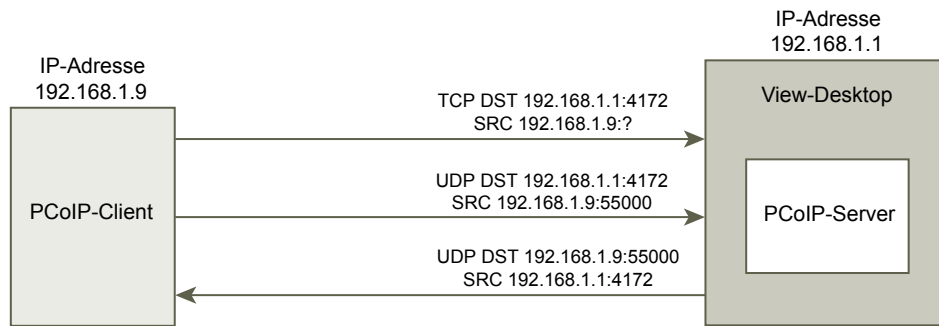 IP-Adresse
192.168.1.9
PCoIP-Client
TCP DST 192.168.1.1:4172
SRC 192.168.1.9:?
UDP DST 192.168.1.1:4172
SRC 192.168.1.9:55000
UDP DST 192.168.1.9:55000
SRC 192.168.1.1:4172
IP-Adresse
192.168.1.1
View-Desktop
PCoIP-Server